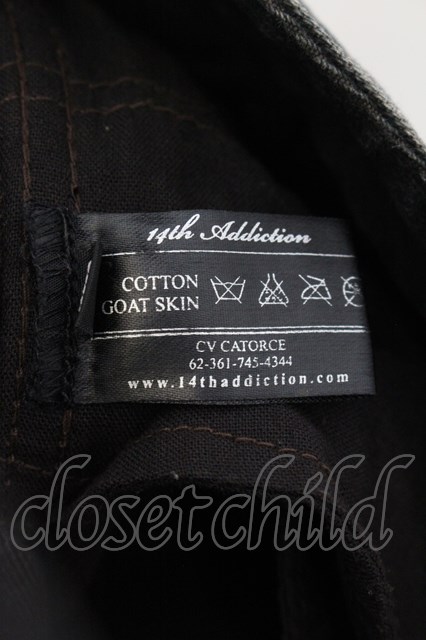 14th Addiction
COTTON
GOAT SKIN
CV CATORCE
62-361-745-4344
www.14thaddiction.com
closetchild